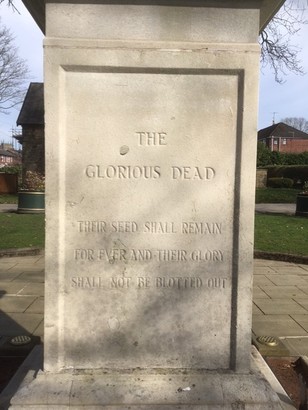 THE
GLORIOUS DEAD
THEIR SEED SHALL REMAIN
FOR EVER AND THEIR GLORY
SHALL NOT BE BLOTTED OUT